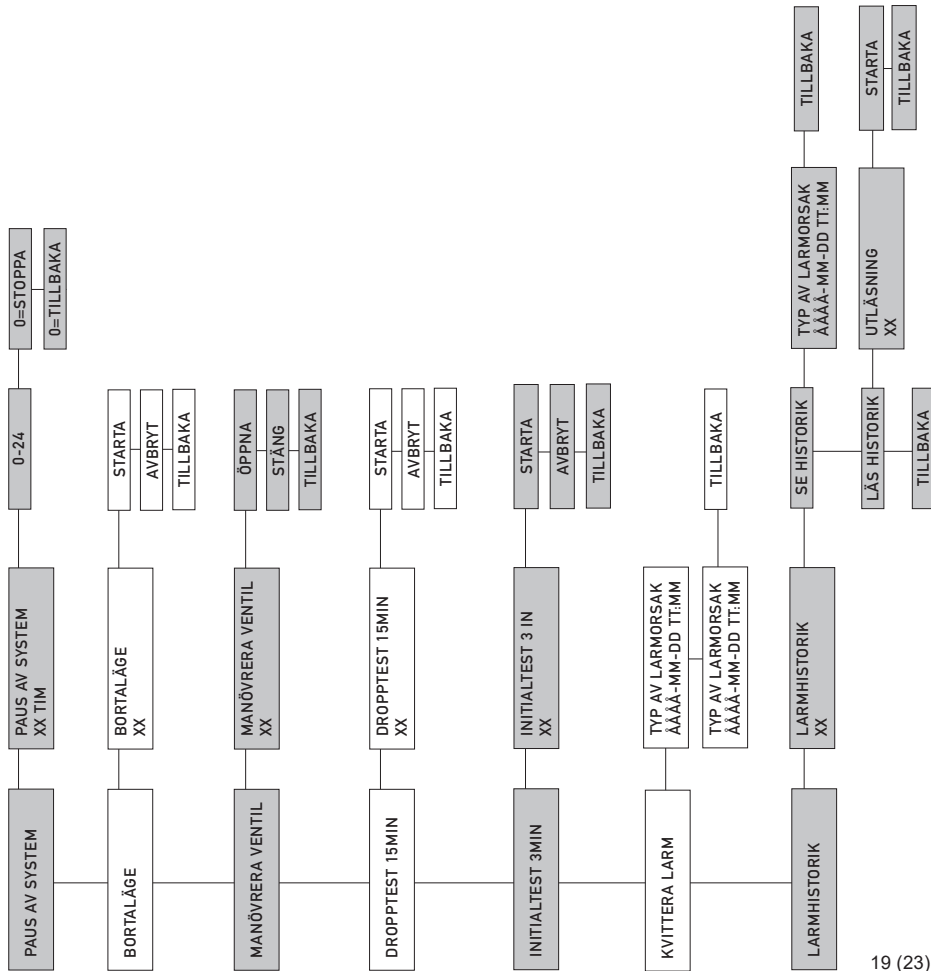 PAUS AV SYSTEM
PAUS AV SYSTEM
XX TIM
0-24
0=STOPPA
0=TILLBAKA
BORTALÄGE
BORTALÄGE
XX
STARTA
AVBRYT
TILLBAKA
MANÖVRERA VENTIL
MANÖVRERA VENTIL
XX
ÖPPNA
STÄNG
TILLBAKA
DROPPTEST 15MIN
DROPPTEST 15MIN
XX
STARTA
AVBRYT
TILLBAKA
INITIALTEST 3MIN
INITIALTEST 3 IN
XX
STARTA
AVBRYT
TILLBAKA
KVITTERA LARM
TYP AV LARMORSAK
ÅÅÅÅ-MM-DD TT:MM
TYP AV LARMORSAK
ÅÅÅÅ-MM-DD TT:MM
TILLBAKA
LARMHISTORIK
LARMHISTORIK
XX
SE HISTORIK
TYP AV LARMORSAK
ÅÅÅÅ-MM-DD TT:MM
TILLBAKA
LÄS HISTORIK
UTLÄSNING
XX
STARTA
TILLBAKA
TILLBAKA
19 (23)